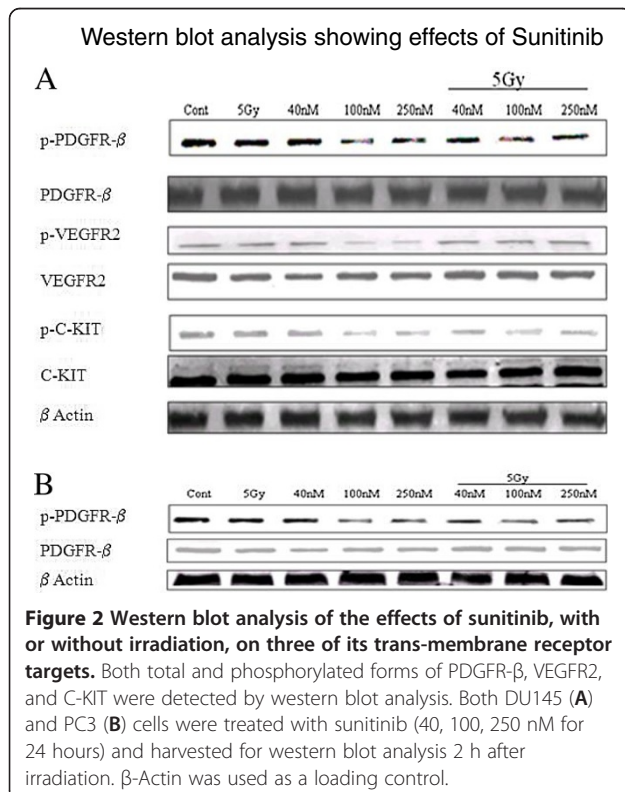 Western blot analysis showing effects of Sunitinib
A
5Gy
Cont 5Gy 40nM 100nM 250nM 40nM 100nM 250nM
p-PDGFR-β
PDGFR-β
p-VEGFR2
VEGFR2
p-C-KIT
C-KIT
β Actin
B
5Gy
Cont 5Gy 40nM 100nM 250nM 40nM 100nM 250nM
p-PDGFR-β
PDGFR-β
β Actin
Figure 2 Western blot analysis of the effects of sunitinib, with
or without irradiation, on three of its trans-membrane receptor
targets. Both total and phosphorylated forms of PDGFR-β, VEGFR2,
and C-KIT were detected by western blot analysis. Both DU145 (A)
and PC3 (B) cells were treated with sunitinib (40, 100, 250 nM for
24 hours) and harvested for western blot analysis 2 h after
irradiation. β-Actin was used as a loading control.